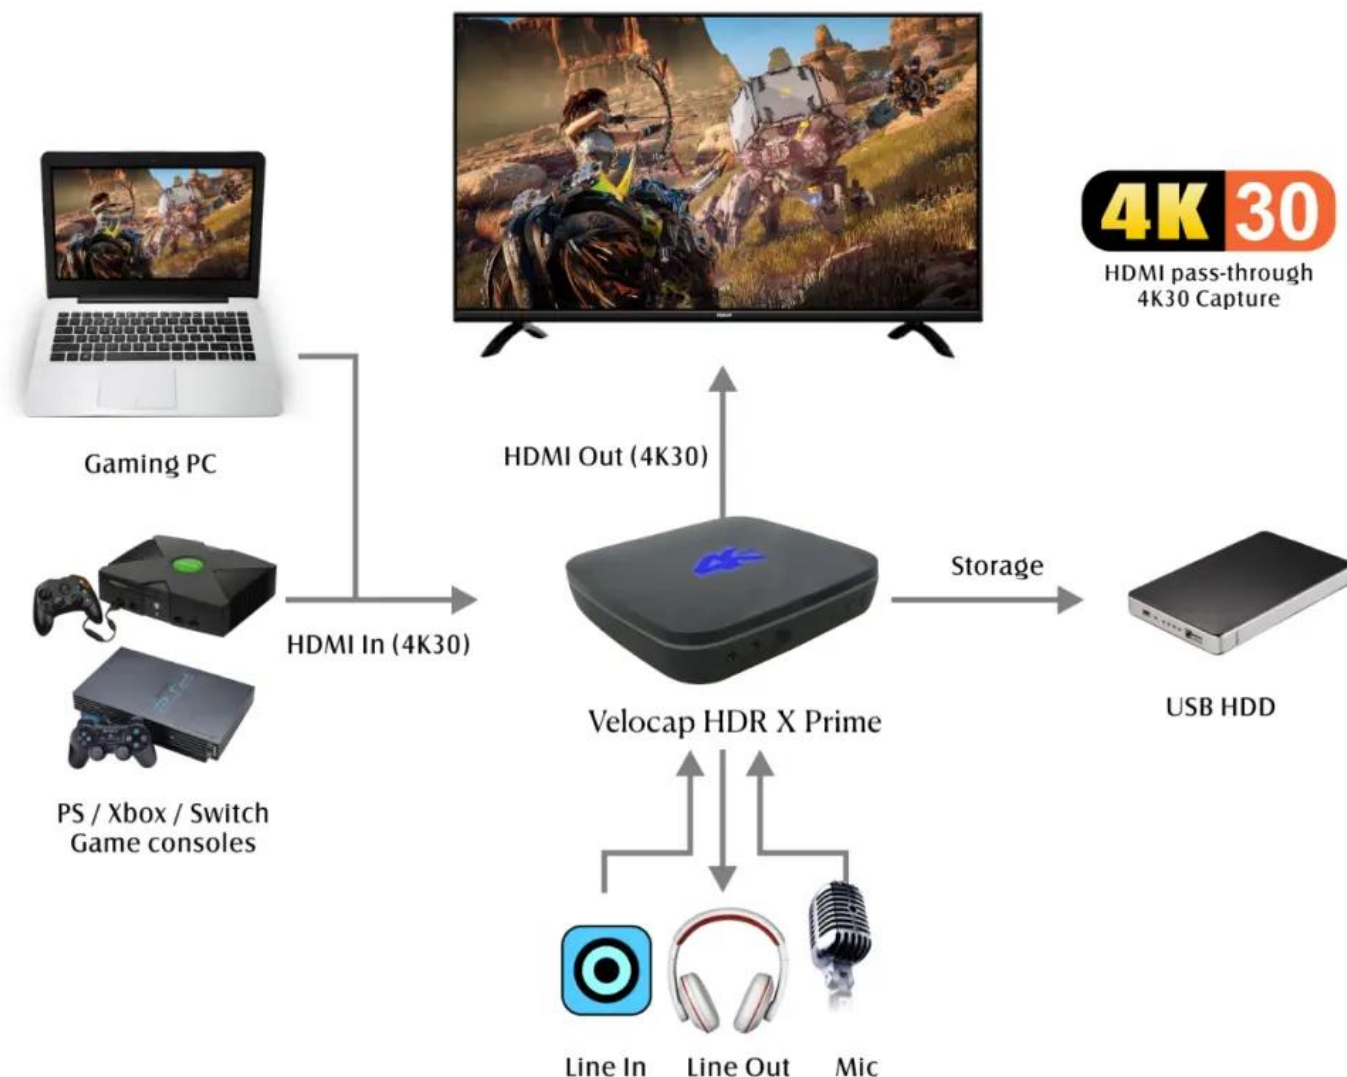 4K 30
HDMI pass-through
4K30 Capture
Gaming PC
HDMI Out (4K30)
4K
Storage
HDMI In (4K30)
Velocap HDR X Prime
USB HDD
PS / Xbox / Switch
Game consoles
Line In
Line Out
Mic